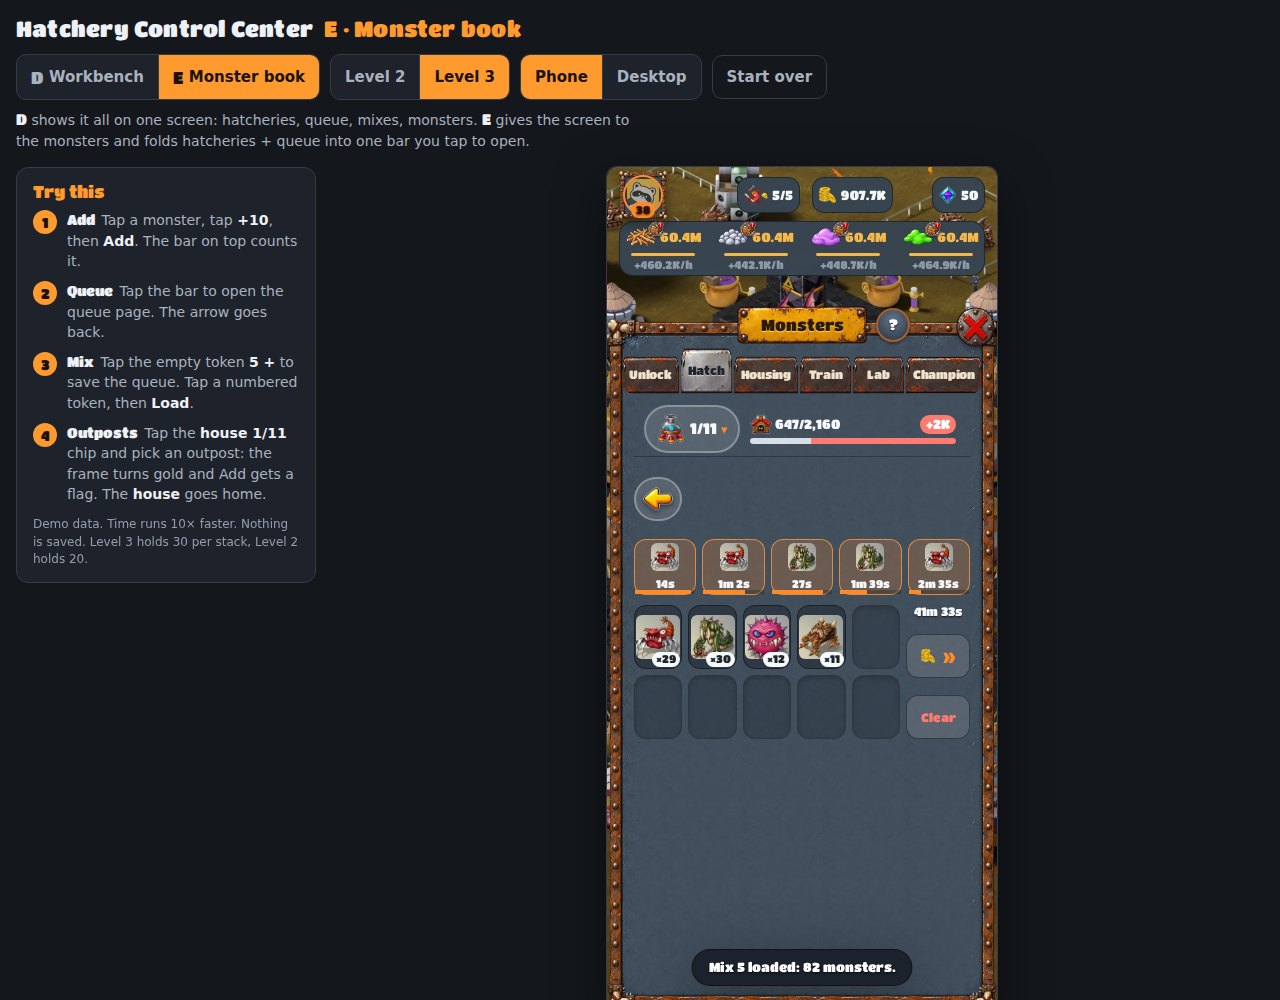 Hatchery Control Center E · Monster book
D Workbench E Monster book Level 2 Level 3 Phone Desktop Start over
D shows it all on one screen: hatcheries, queue, mixes, monsters. E gives the screen to
the monsters and folds hatcheries + queue into one bar you tap to open.
Try this
1 Add Tap a monster, tap +10,
then Add. The bar on top counts
it.
2 Queue Tap the bar to open the
queue page. The arrow goes
back.
3 Mix Tap the empty token 5 + to
save the queue. Tap a numbered
token, then Load.
4 Outposts Tap the house 1/11
chip and pick an outpost: the
frame turns gold and Add gets a
flag. The house goes home.
Demo data. Time runs 10× faster. Nothing
is saved. Level 3 holds 30 per stack, Level 2
holds 20.
30 5/5 907.7K 50
60.4M 60.4M 60.4M 60.4M
+460.2K/h +442.1K/h +448.7K/h +464.9K/h
Monsters ?
Unlock Hatch Housing Train Lab Champion
1/11 ▾ 647/2,160 +2K
14s 1m 2s 27s 1m 39s 2m 35s
41m 33s
×29 ×30 ×12 ×11 »
Clear
Mix 5 loaded: 82 monsters.